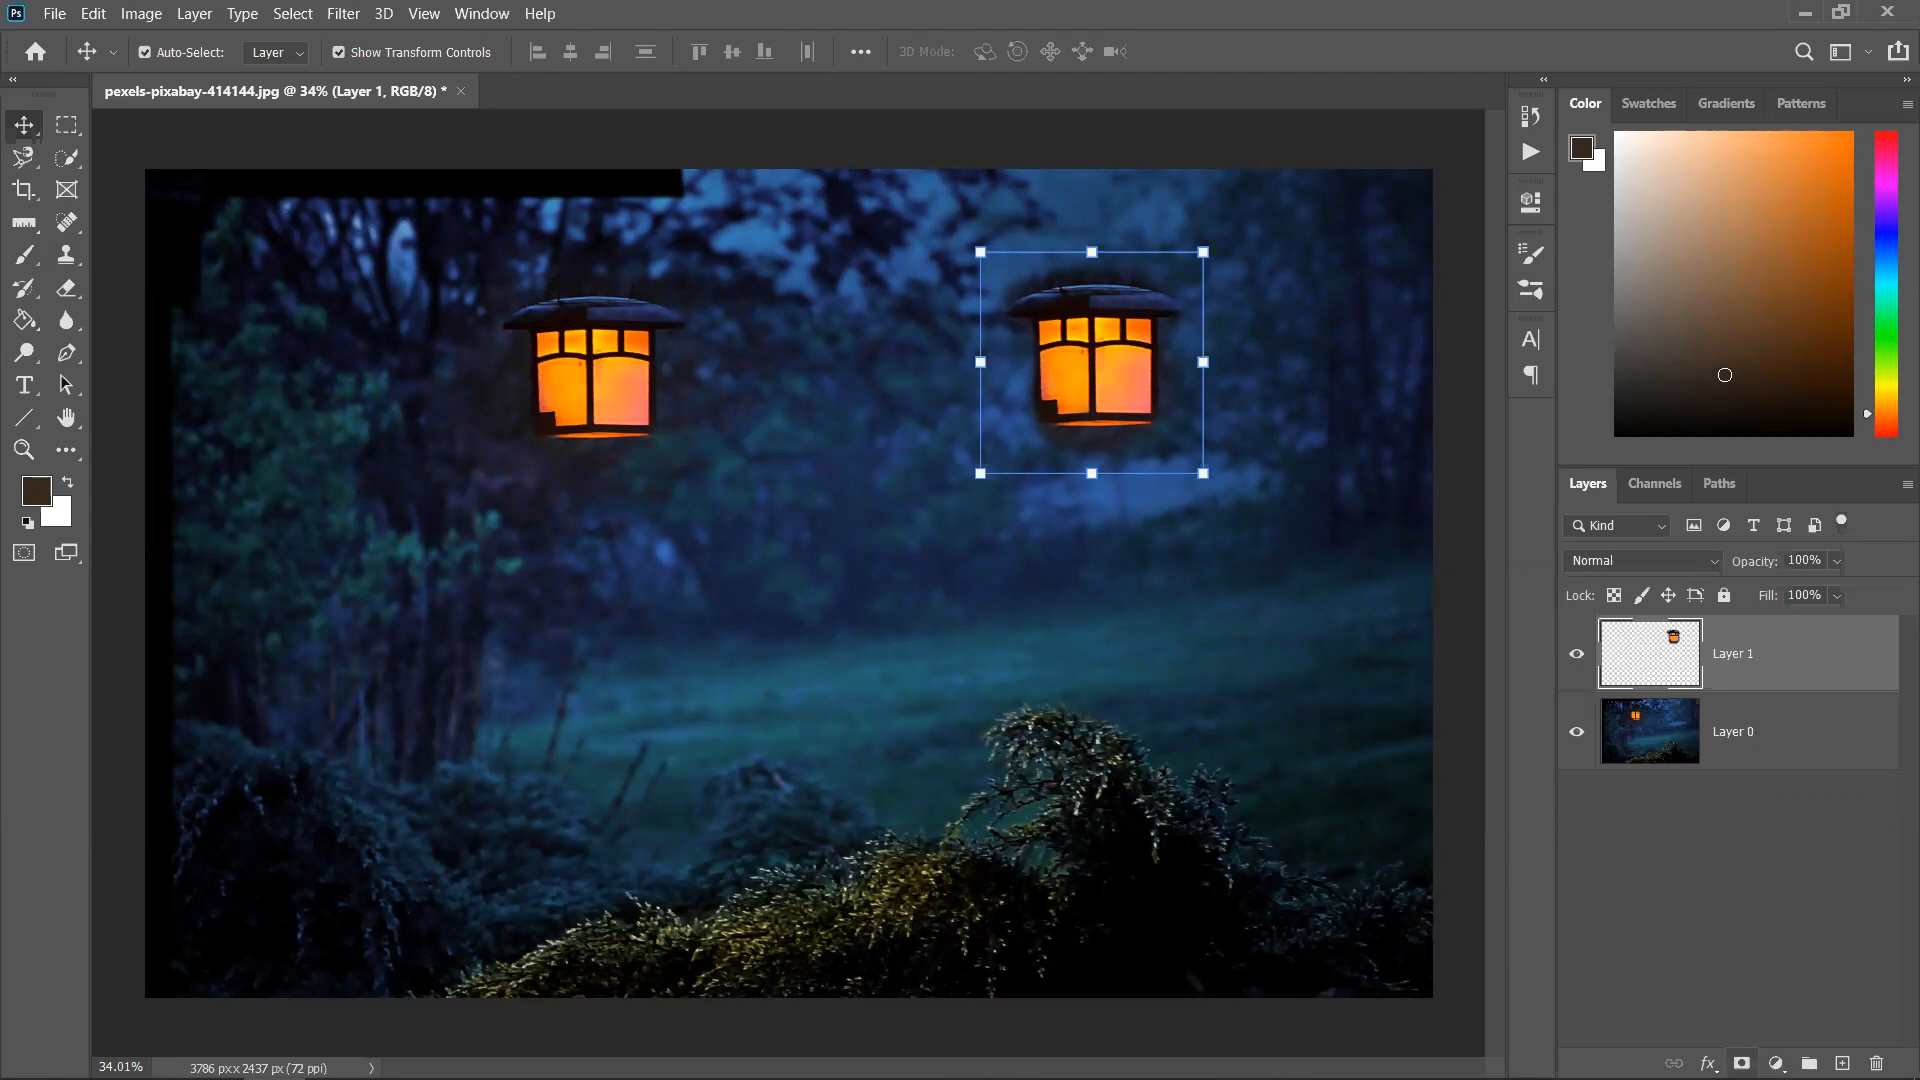 Ps File Edit Image Layer Type Select Filter 3D View Window Help
Auto-Select: Layer Show Transform Controls 3D Mode:
pexels-pixabay-414144.jpg @ 34% (Layer 1, RGB/8) *
Color Swatches Gradients Patterns
Layers Channels Paths
Kind
Normal Opacity: 100%
Lock: Fill: 100%
Layer 1
Layer 0
fx
34.01% 3786 px x 2437 px (72 ppi)